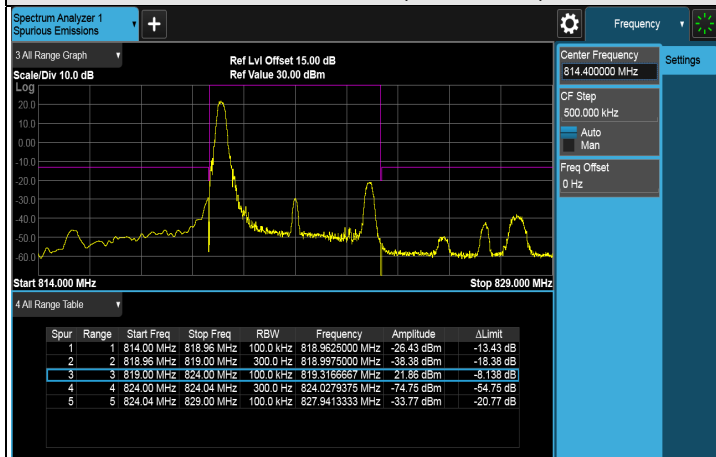 Spectrum Analyzer 1
Spurious Emissions
Frequency
3 All Range Graph
Ref Lvl Offset 15.00 dB
Scale/Div 10.0 dB
Ref Value 30.00 dBm
Log
20.0
10.0
0.00
-10.0
-20.0
-30.0
-40.0
-50.0
-60.0
Start 814.000 MHz
Stop 829.000 MHz
Center Frequency
814.400000 MHz
Settings
CF Step
500.000 kHz
Auto
Man
Freq Offset
0 Hz
4 All Range Table
Spur Range Start Freq Stop Freq RBW Frequency Amplitude ΔLimit
1 1 814.00 MHz 818.96 MHz 100.0 kHz 818.9625000 MHz -26.43 dBm -13.43 dB
2 2 818.96 MHz 819.00 MHz 300.0 Hz 818.9975000 MHz -38.38 dBm -18.38 dB
3 3 819.00 MHz 824.00 MHz 100.0 kHz 819.3166667 MHz 21.86 dBm -8.138 dB
4 4 824.00 MHz 824.04 MHz 300.0 Hz 824.0279375 MHz -74.75 dBm -54.75 dB
5 5 824.04 MHz 829.00 MHz 100.0 kHz 827.9413333 MHz -33.77 dBm -20.77 dB